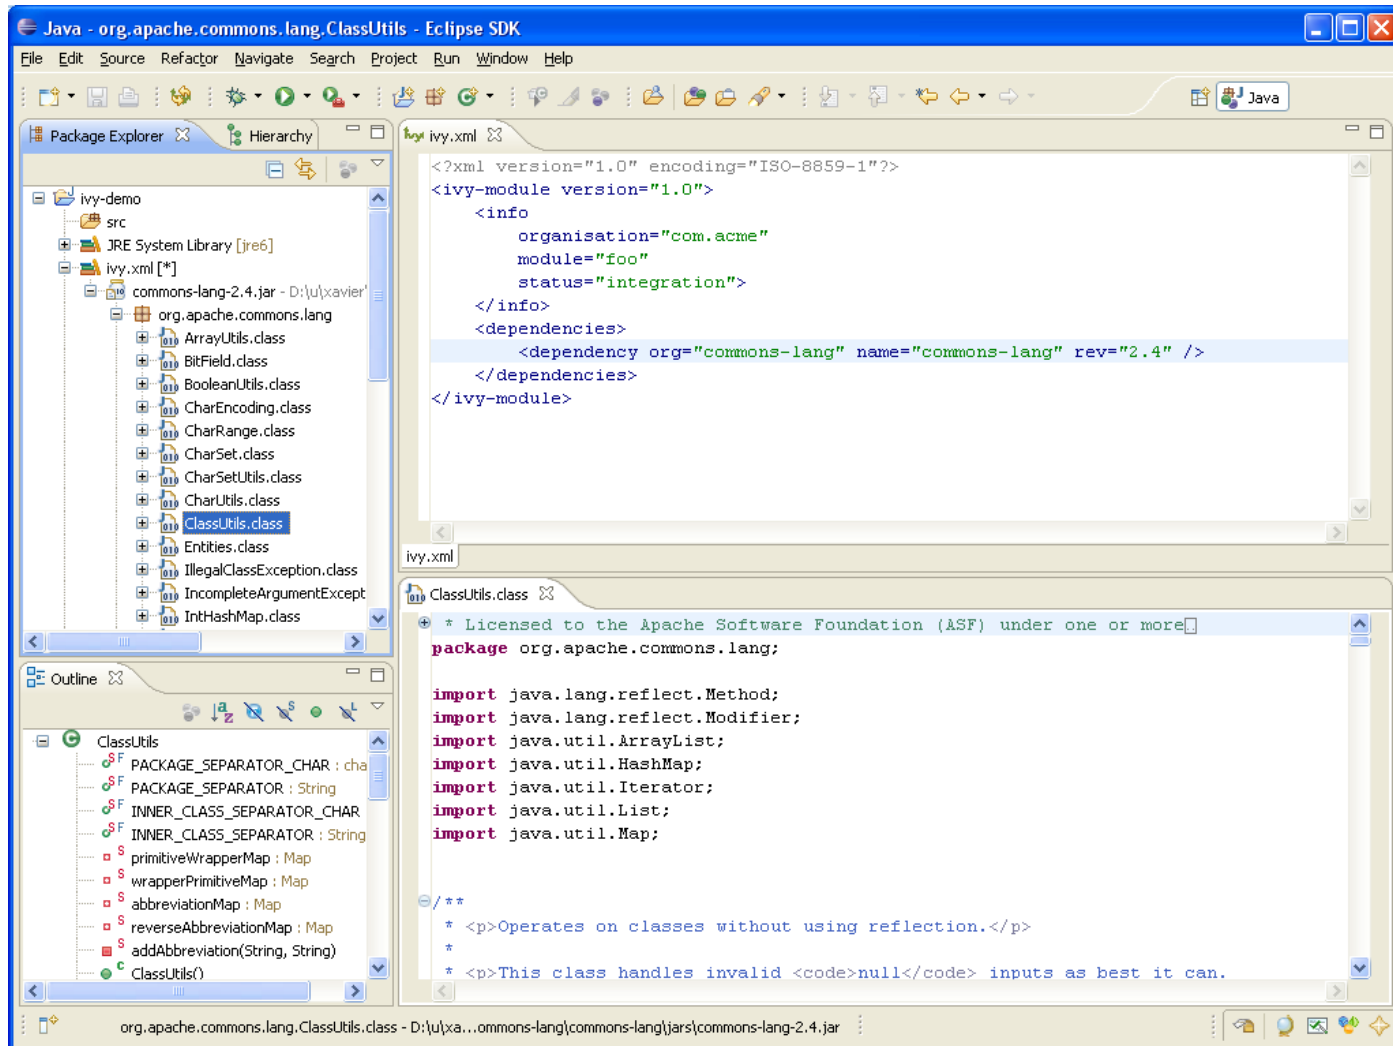 Java - org.apache.commons.lang.ClassUtils - Eclipse SDK
File Edit Source Refactor Navigate Search Project Run Window Help
Java
Package Explorer
Hierarchy
ivy-demo
src
JRE System Library [jre6]
ivy.xml [*]
commons-lang-2.4.jar - D:\u\xavier'
org.apache.commons.lang
ArrayUtils.class
BitField.class
BooleanUtils.class
CharEncoding.class
CharRange.class
CharSet.class
CharSetUtils.class
CharUtils.class
ClassUtils.class
Entities.class
IllegalClassException.class
IncompleteArgumentExcept
IntHashMap.class
Outline
ClassUtils
PACKAGE_SEPARATOR_CHAR : cha
PACKAGE_SEPARATOR : String
INNER_CLASS_SEPARATOR_CHAR
INNER_CLASS_SEPARATOR : String
primitiveWrapperMap : Map
wrapperPrimitiveMap : Map
abbreviationMap : Map
reverseAbbreviationMap : Map
addAbbreviation(String, String)
ClassUtils()
ivy.xml
<?xml version="1.0" encoding="ISO-8859-1"?>
<ivy-module version="1.0">
<info
organisation="com.acme"
module="foo"
status="integration">
</info>
<dependencies>
<dependency org="commons-lang" name="commons-lang" rev="2.4" />
</dependencies>
</ivy-module>
ivy.xml
ClassUtils.class
* Licensed to the Apache Software Foundation (ASF) under one or more
package org.apache.commons.lang;
import java.lang.reflect.Method;
import java.lang.reflect.Modifier;
import java.util.ArrayList;
import java.util.HashMap;
import java.util.Iterator;
import java.util.List;
import java.util.Map;
/**
* <p>Operates on classes without using reflection.</p>
*
* <p>This class handles invalid <code>null</code> inputs as best it can.
org.apache.commons.lang.ClassUtils.class - D:\u\xa...ommons-lang\commons-lang\jars\commons-lang-2.4.jar